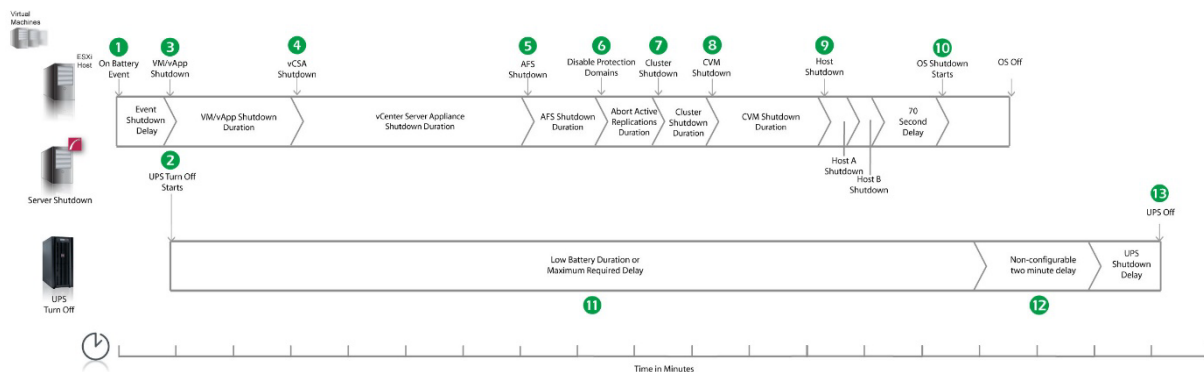 Virtual
Machines
ESXi
Host
1
On Battery
Event
3
VM/vApp
Shutdown
4
vCSA
Shutdown
5
AFS
Shutdown
6
Disable Protection
Domains
7
Cluster
Shutdown
8
CVM
Shutdown
9
Host
Shutdown
10
OS Shutdown
Starts
OS Off
Event
Shutdown
Delay
VM/vApp Shutdown
Duration
vCenter Server Appliance
Shutdown Duration
AFS Shutdown
Duration
Abort Active
Replications
Duration
Cluster
Shutdown
Duration
CVM Shutdown
Duration
70
Second
Delay
Host A
Shutdown
Host B
Shutdown
Server Shutdown
2
UPS Turn Off
Starts
13
UPS Off
UPS
Turn Off
Low Battery Duration or
Maximum Required Delay
Non-configurable
two minute delay
UPS
Shutdown
Delay
11
12
Time in Minutes